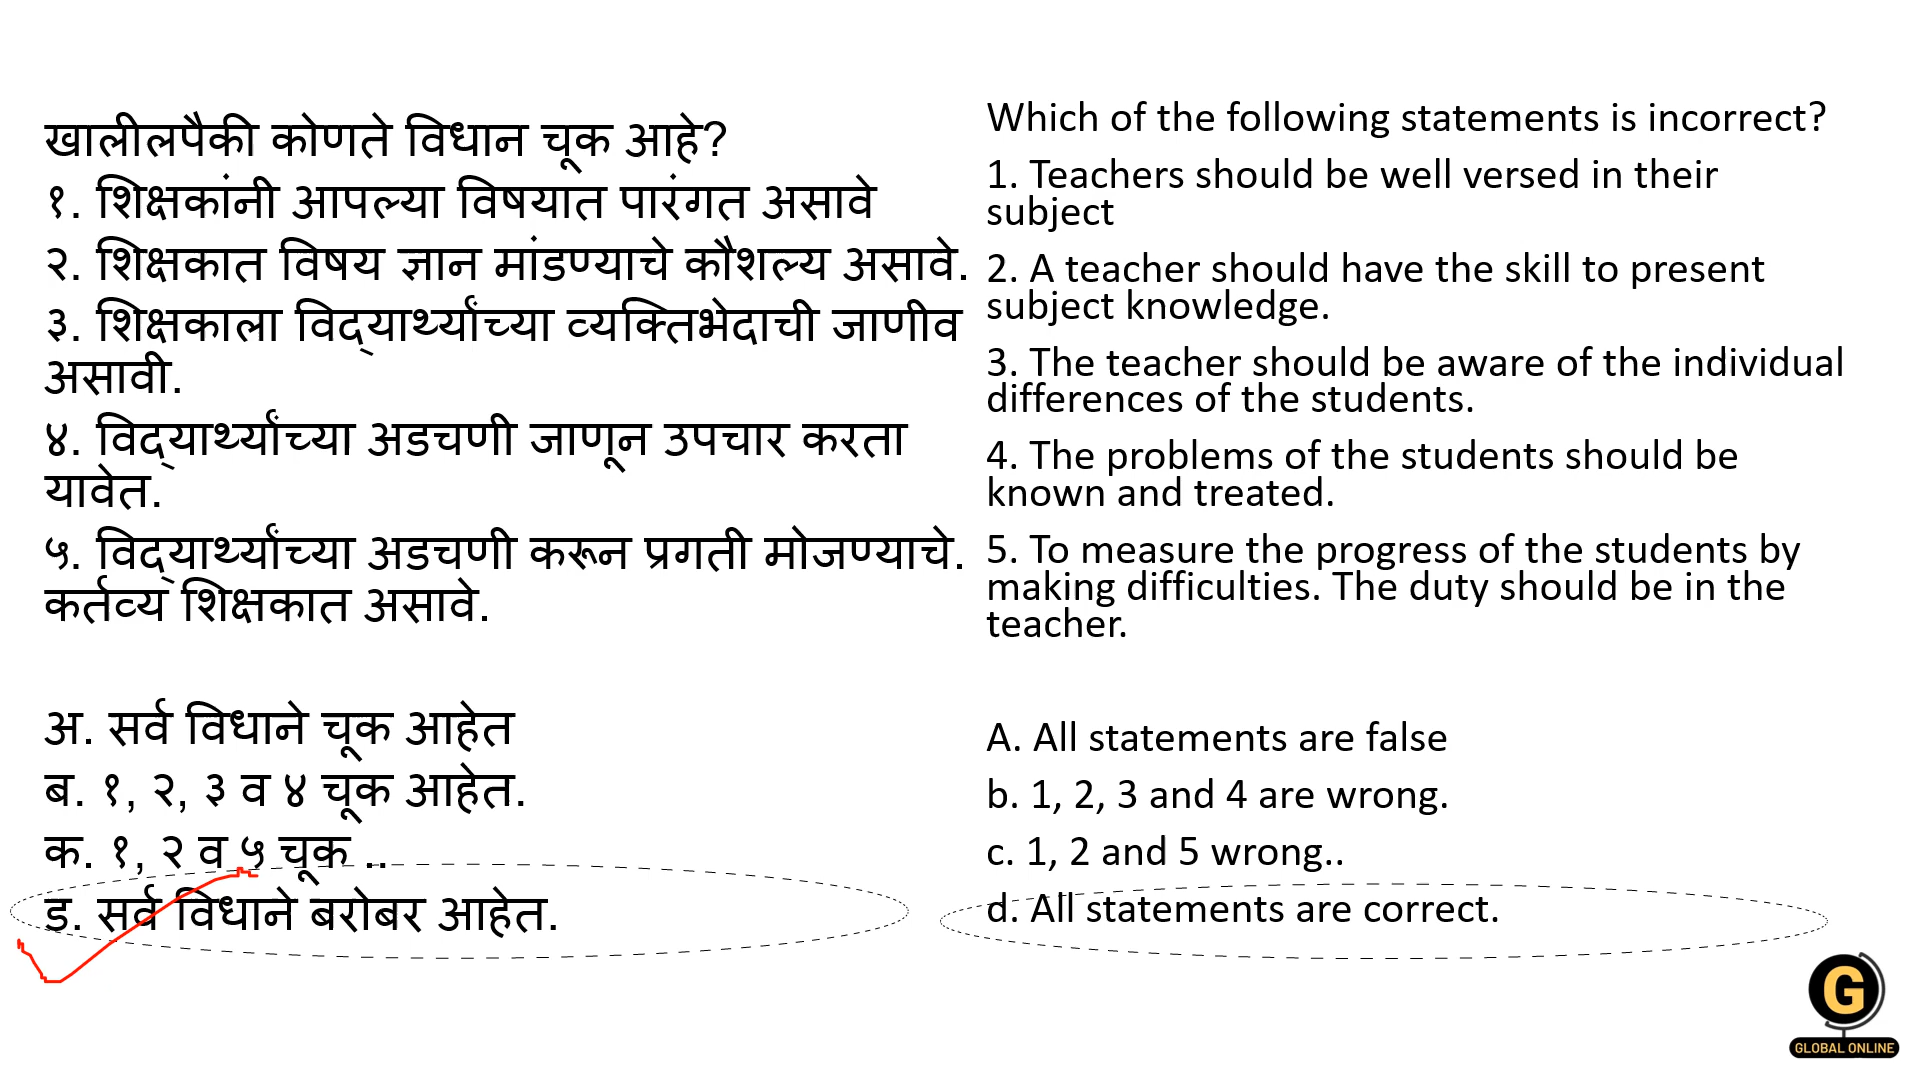 खालीलपैकी कोणते विधान चूक आहे?
१. शिक्षकांनी आपल्या विषयात पारंगत असावे
२. शिक्षकात विषय ज्ञान मांडण्याचे कौशल्य असावे.
३. शिक्षकाला विद्‌यार्थ्यांच्या व्यक्तिभेदाची जाणीव
असावी.
४. विद्‌यार्थ्यांच्या अडचणी जाणून उपचार करता
यावेत.
५. विद्‌यार्थ्यांच्या अडचणी करून प्रगती मोजण्याचे.
कर्तव्य शिक्षकात असावे.
अ. सर्व विधाने चूक आहेत
ब. १, २, ३ व ४ चूक आहेत.
क. १, २ व ५ चूक ..
ड. सर्व विधाने बरोबर आहेत.
Which of the following statements is incorrect?
1. Teachers should be well versed in their
subject
2. A teacher should have the skill to present
subject knowledge.
3. The teacher should be aware of the individual
differences of the students.
4. The problems of the students should be
known and treated.
5. To measure the progress of the students by
making difficulties. The duty should be in the
teacher.
A. All statements are false
b. 1, 2, 3 and 4 are wrong.
c. 1, 2 and 5 wrong..
d. All statements are correct.
G
GLOBAL ONLINE